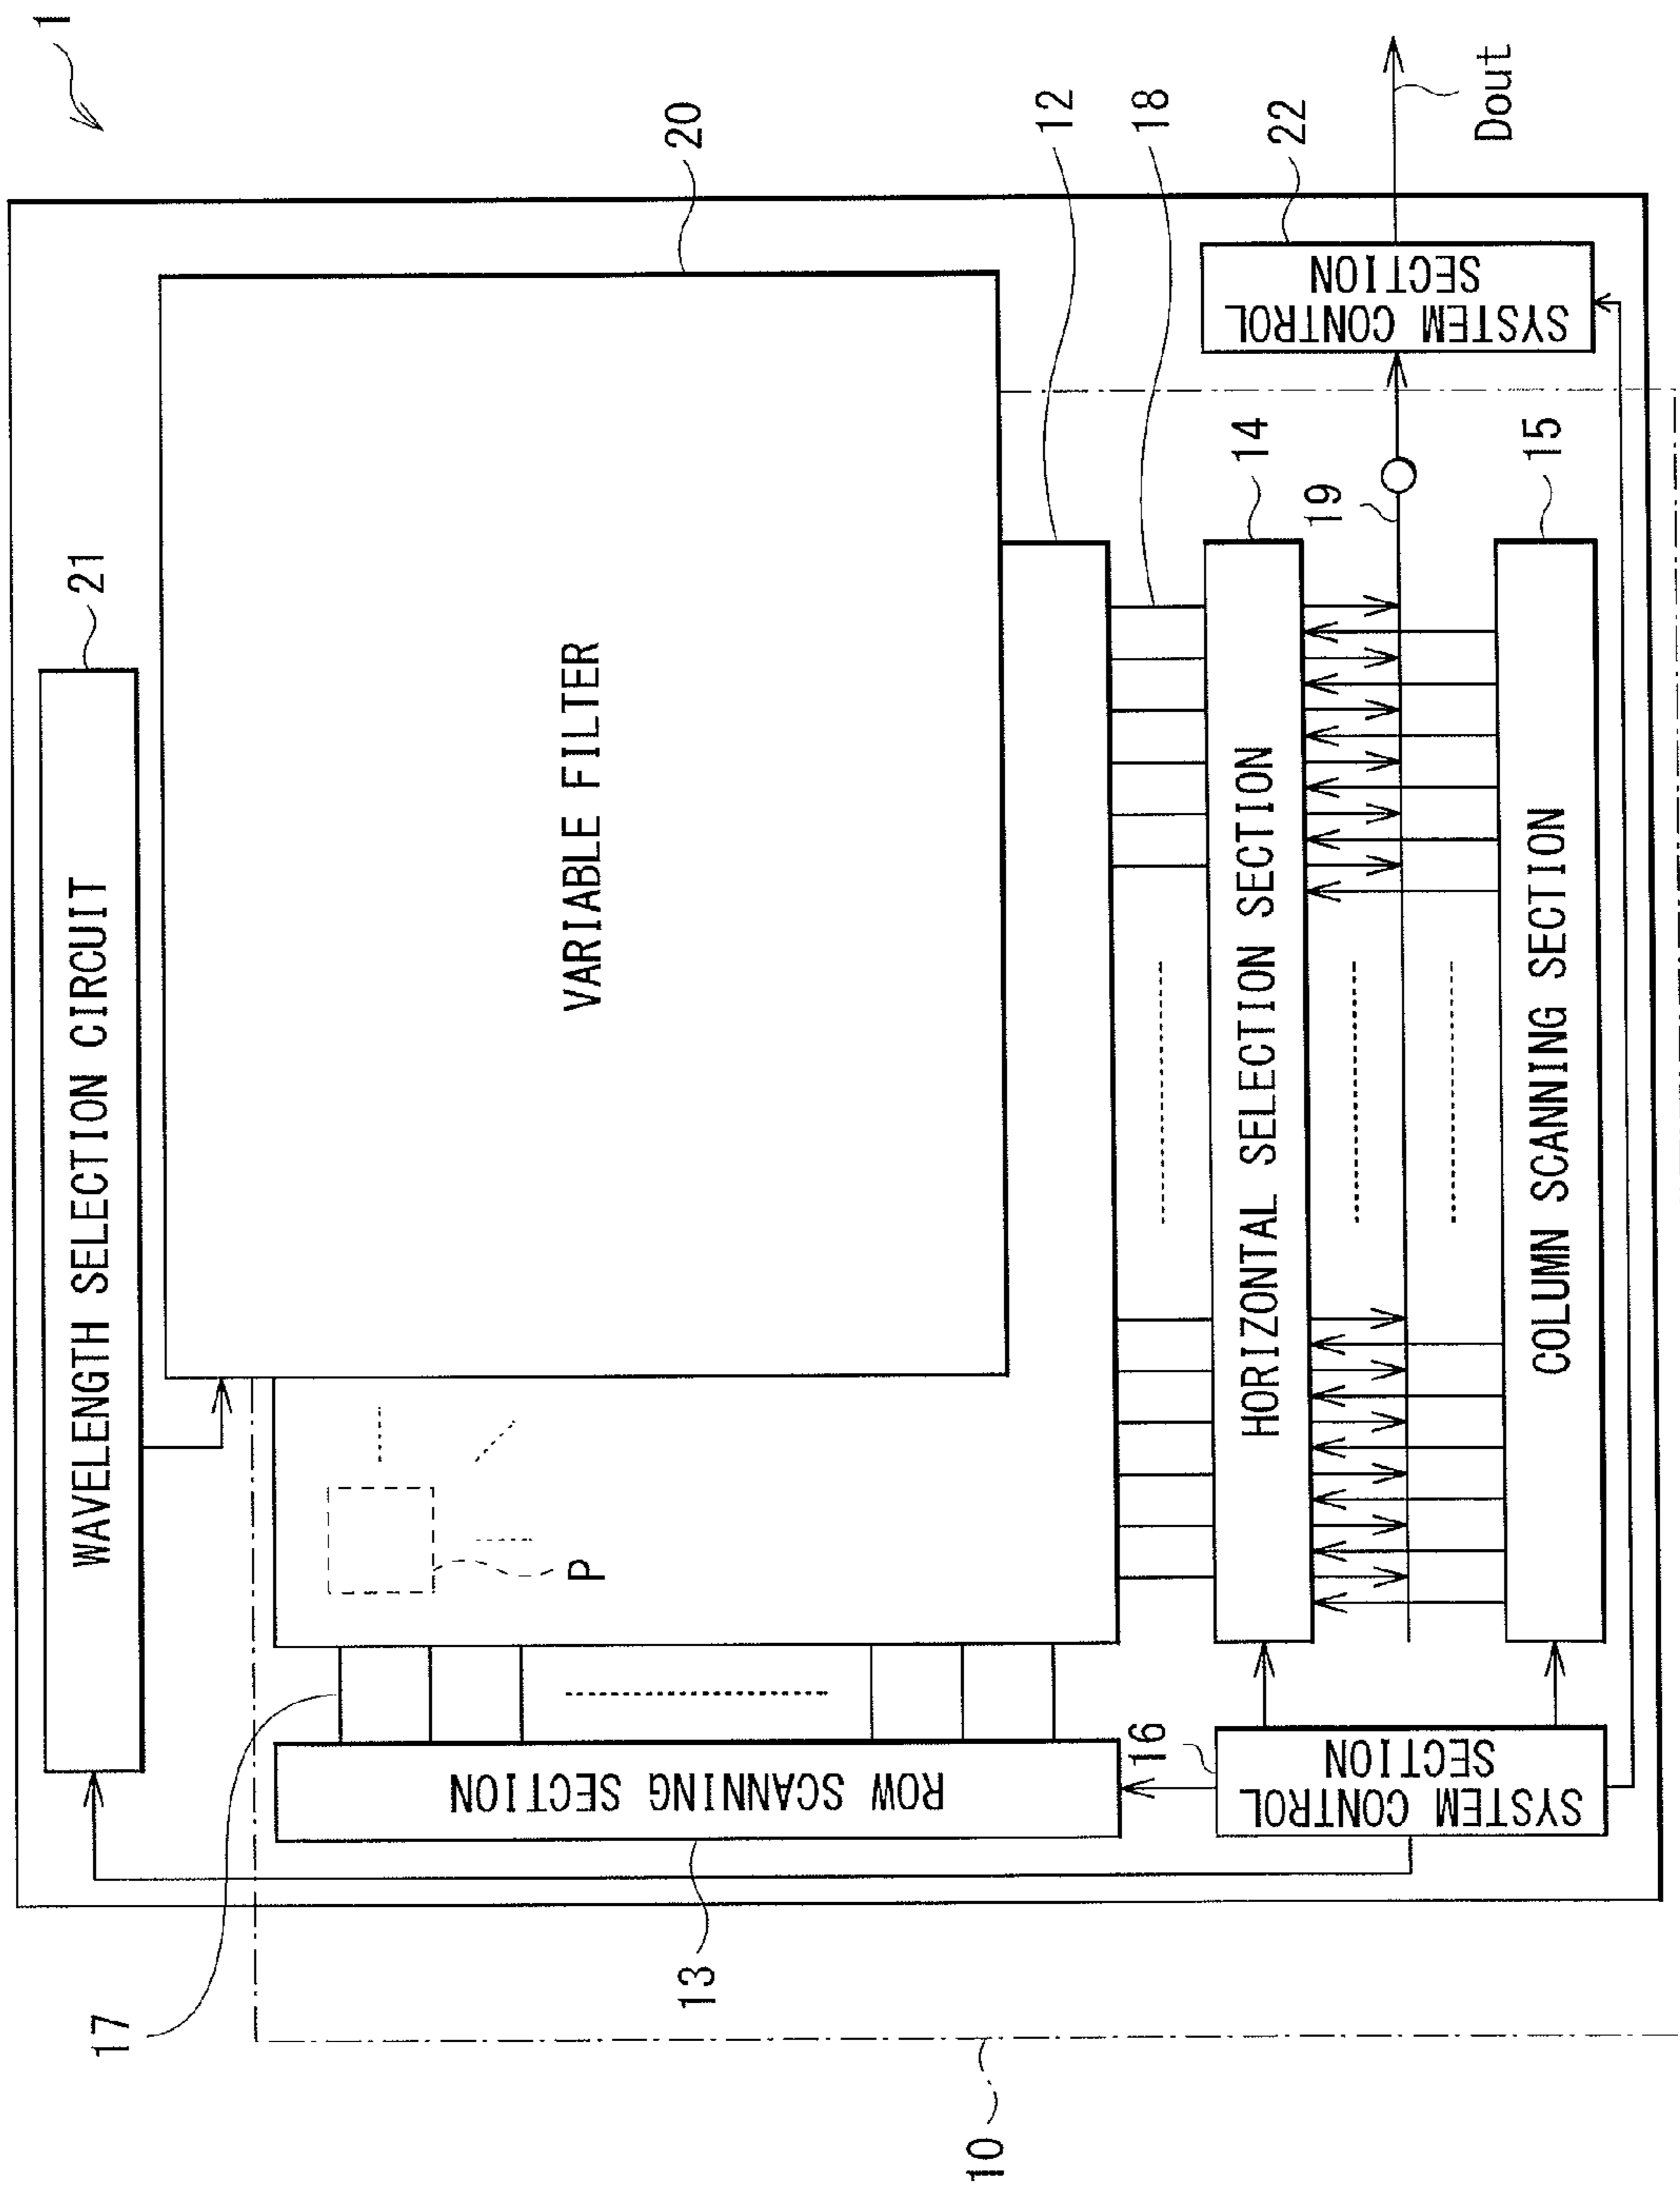 1
WAVELENGTH SELECTION CIRCUIT
21
20
VARIABLE FILTER
P
17
ROW SCANNING SECTION
13
12
18
HORIZONTAL SELECTION SECTION
14
19
SYSTEM CONTROL
SECTION
22
Dout
SYSTEM CONTROL
SECTION
16
COLUMN SCANNING SECTION
15
10